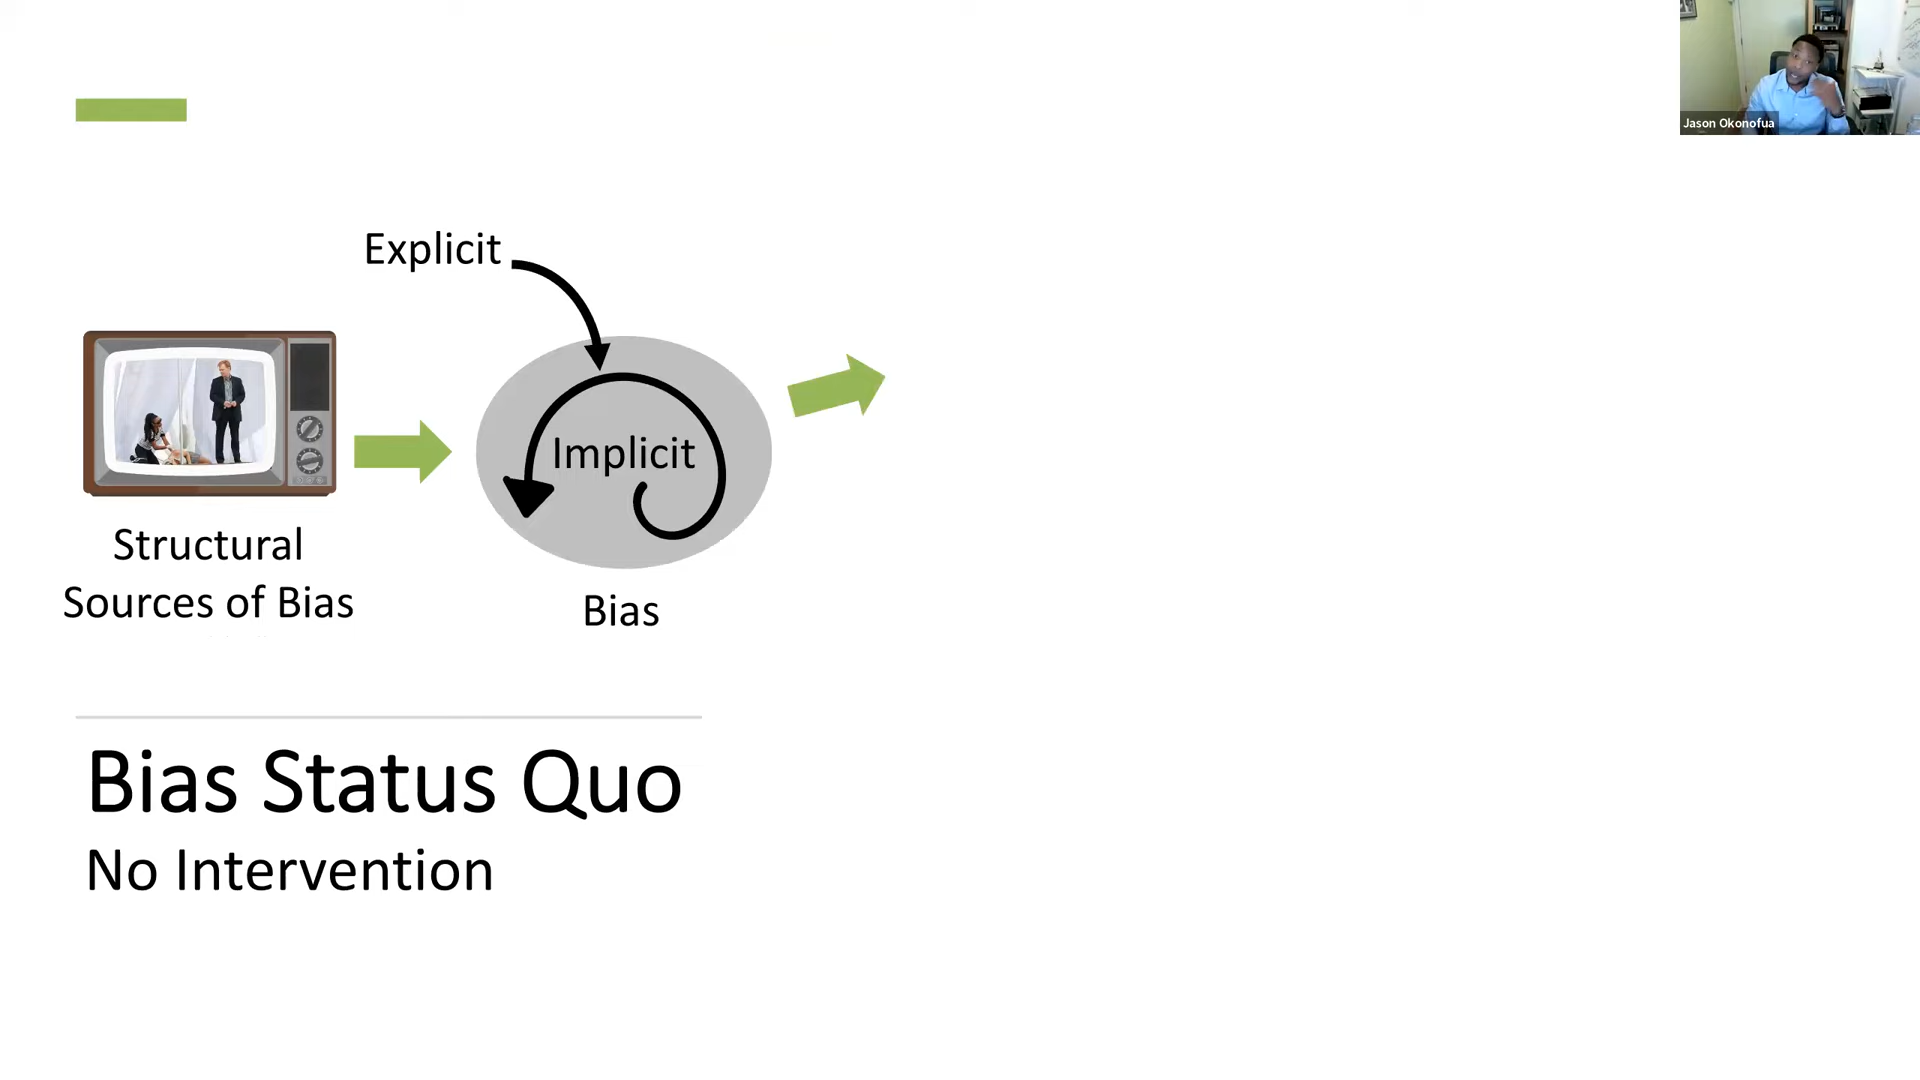 Jason Okonofua
Explicit
Implicit
Structural
Sources of Bias
Bias
Bias Status Quo
No Intervention